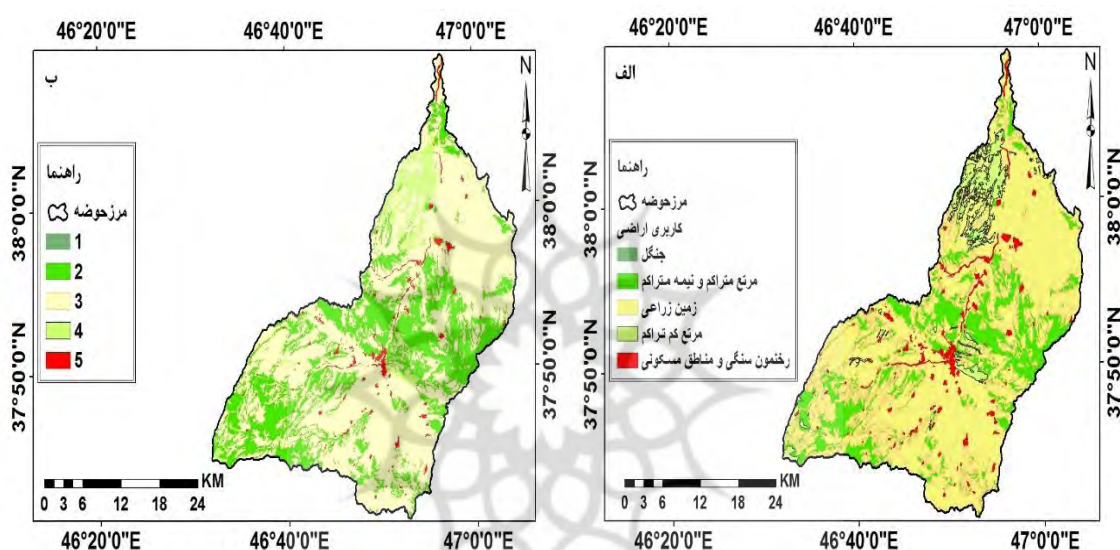 46°20'0"E 46°40'0"E 47°0'0"E
ب
N
راهنما
مرزحوضه
1
2
3
4
5
38°0'0"N
37°50'0"N
38°0'0"N
37°50'0"N
KM
0 3 6 12 18 24
46°20'0"E 46°40'0"E 47°0'0"E
46°20'0"E 46°40'0"E 47°0'0"E
الف
N
راهنما
مرزحوضه
کاربری اراضی
جنگل
مرتع متراکم و نیمه متراکم
زمین زراعی
مرتع کم تراکم
رخنمون سنگی و مناطق مسکونی
38°0'0"N
37°50'0"N
38°0'0"N
37°50'0"N
KM
0 3 6 12 18 24
46°20'0"E 46°40'0"E 47°0'0"E